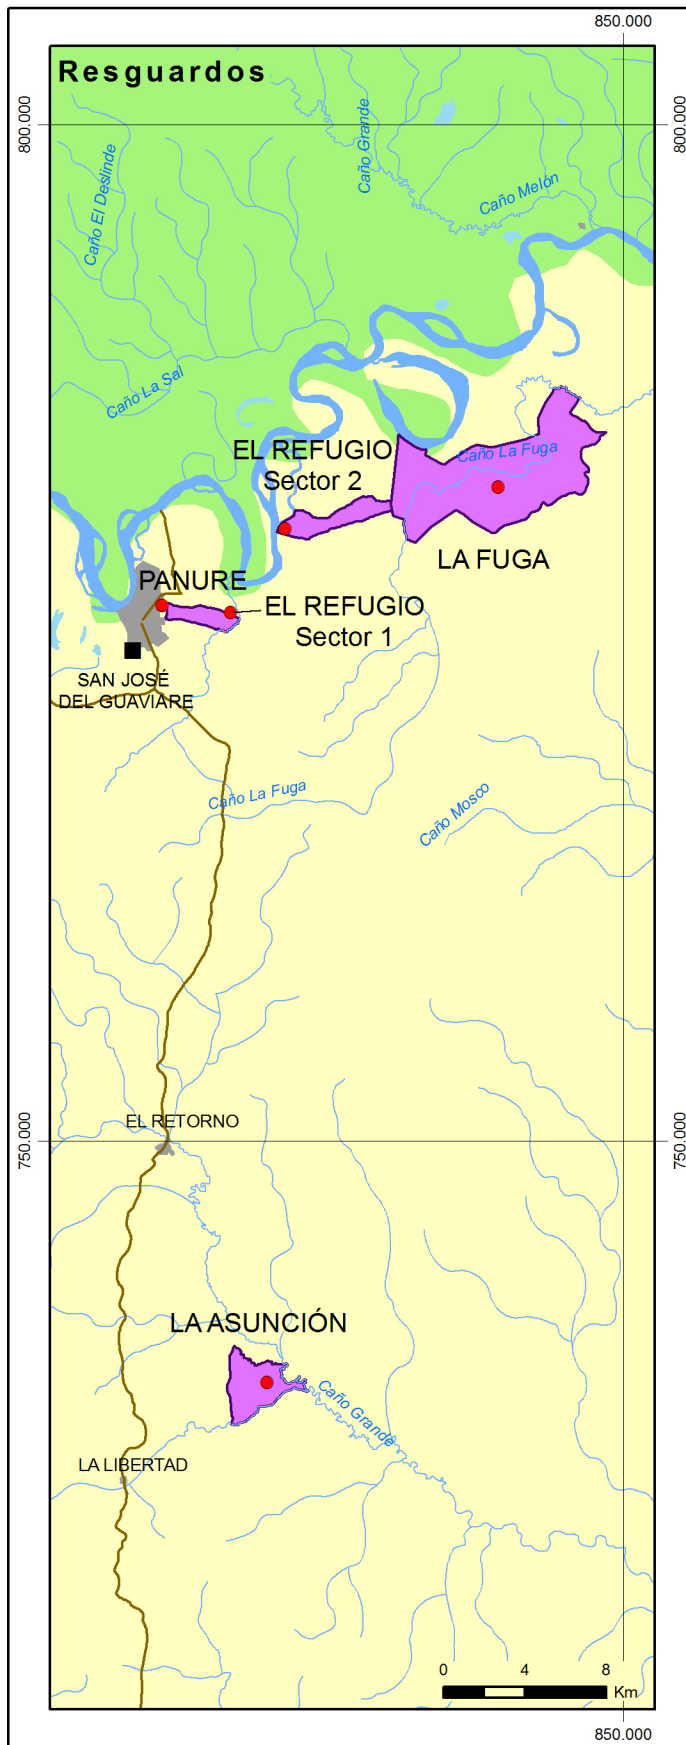 850.000
Resguardos
800.000
800.000
Caño Grande
Caño El Deslinde
Caño Melón
Caño La Sal
EL REFUGIO
Sector 2
Caño La Fuga
LA FUGA
PANURE
EL REFUGIO
Sector 1
SAN JOSÉ
DEL GUAVIARE
Caño La Fuga
Caño Mosco
EL RETORNO
750.000
750.000
LA ASUNCIÓN
Caño Grande
LA LIBERTAD
0 4 8
Km
850.000